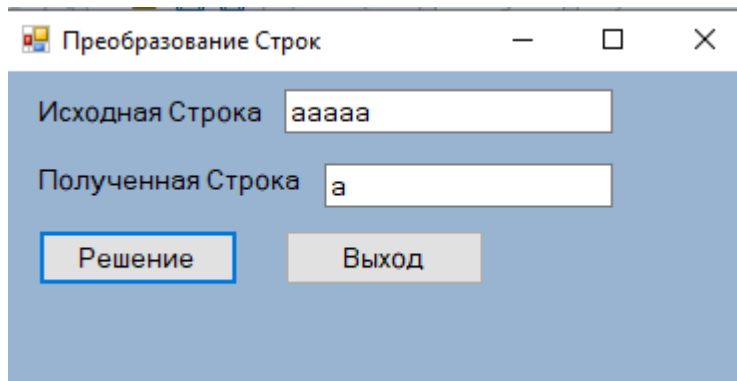 Преобразование Строк
Исходная Строка ааааа
Полученная Строка а
Решение Выход